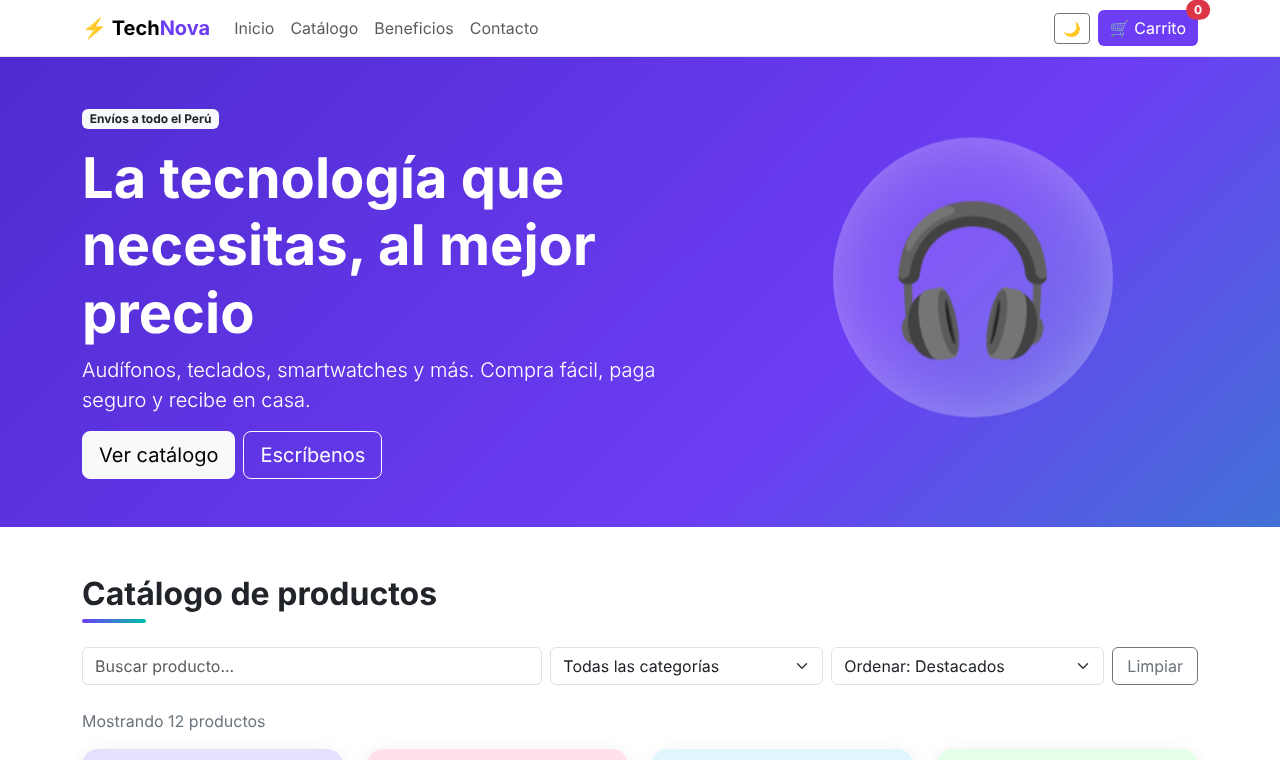 ⚡ TechNova Inicio Catálogo Beneficios Contacto 🌙 🛒 Carrito 0
Envíos a todo el Perú
La tecnología que
necesitas, al mejor
precio
Audífonos, teclados, smartwatches y más. Compra fácil, paga
seguro y recibe en casa.
Ver catálogo Escríbenos
Catálogo de productos
Buscar producto... Todas las categorías Ordenar: Destacados Limpiar
Mostrando 12 productos